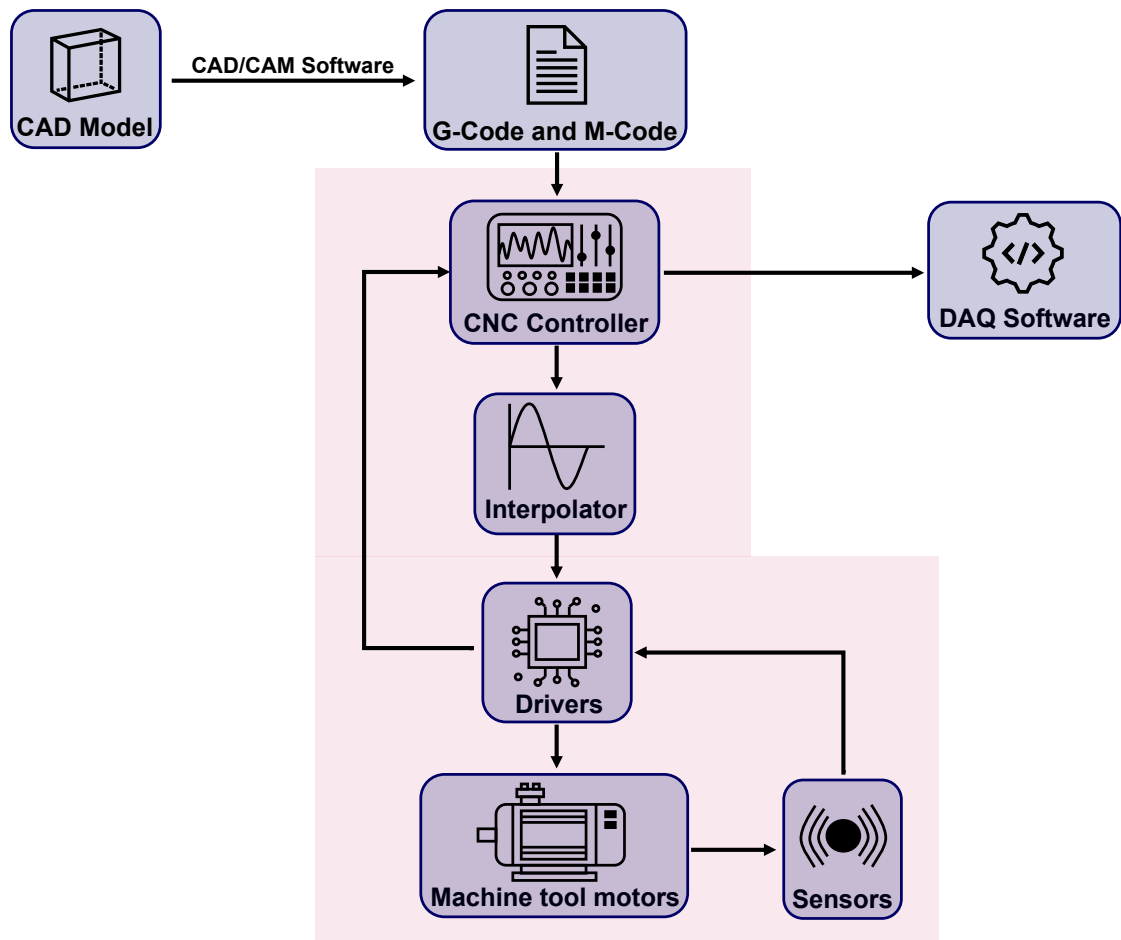 CAD/CAM Software
CAD Model
G-Code and M-Code
</>
CNC Controller
DAQ Software
Interpolator
Drivers
Machine tool motors
Sensors